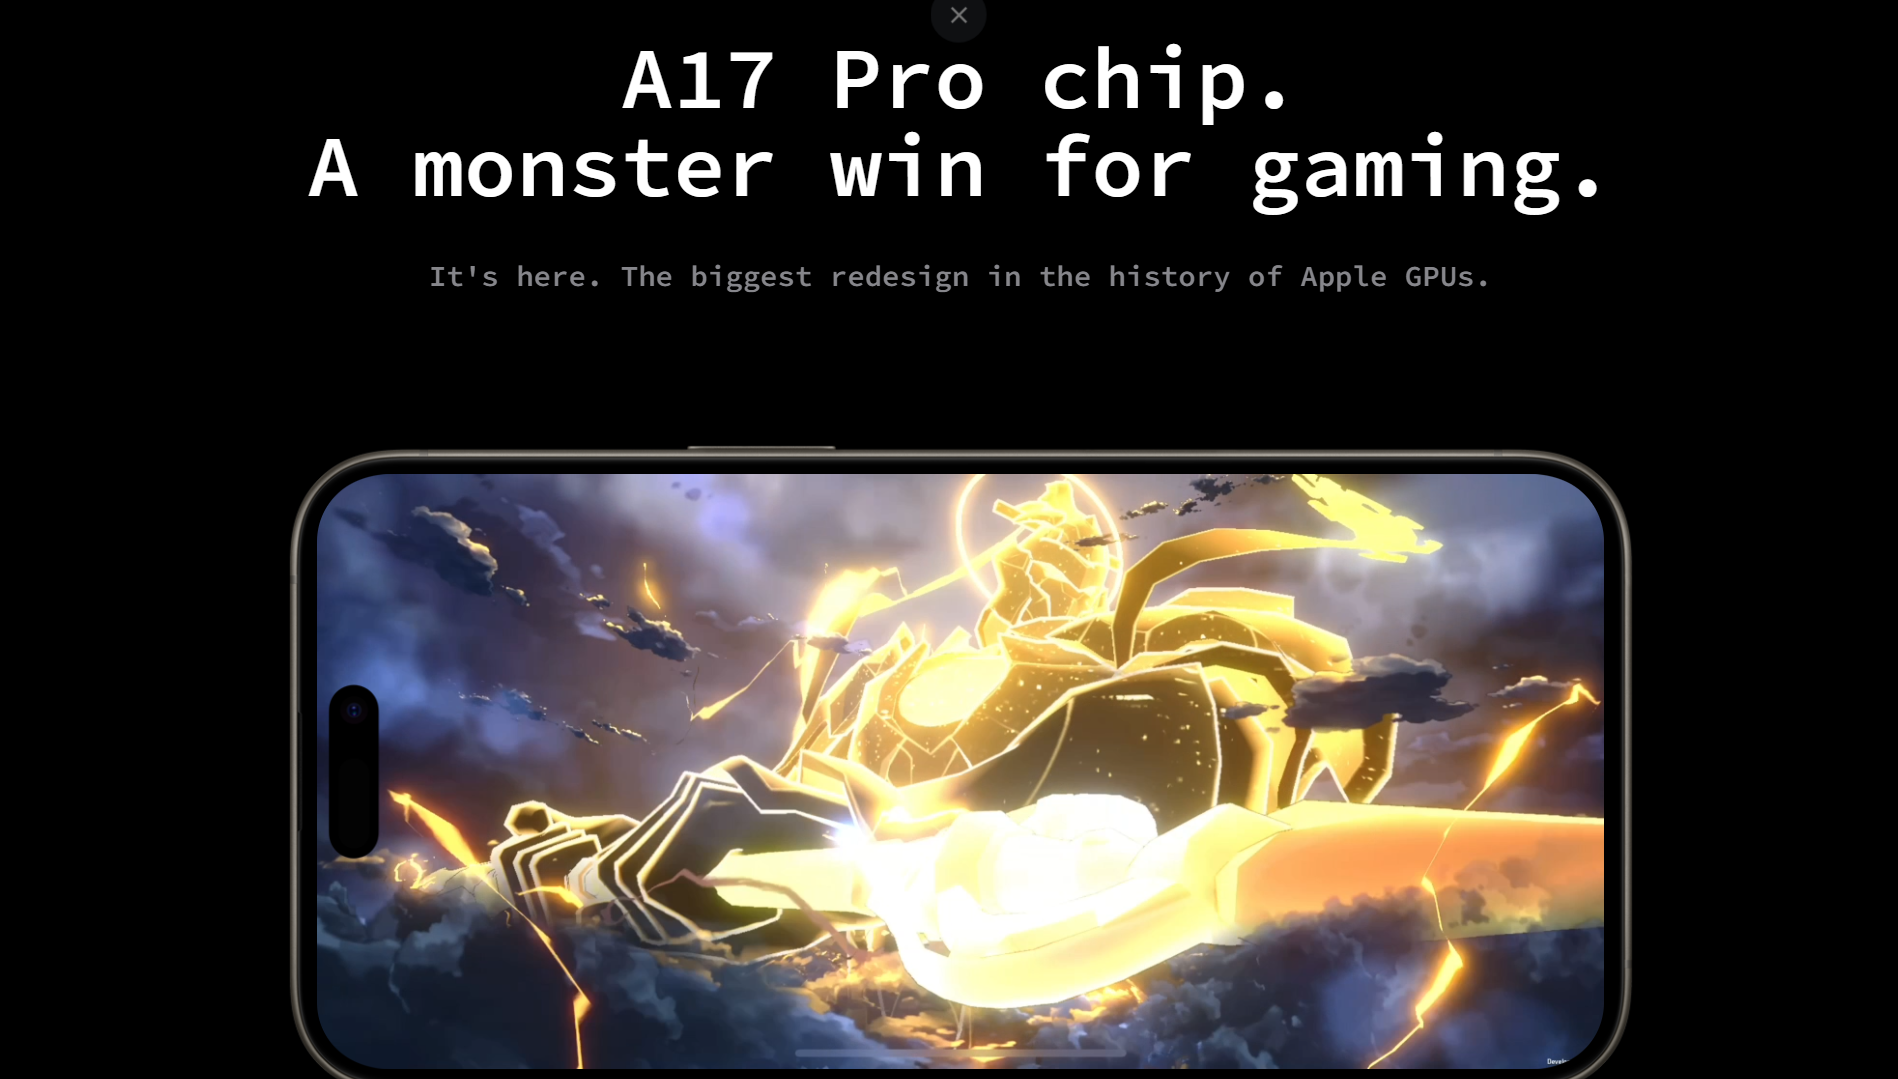 A17 Pro chip.
A monster win for gaming.
It's here. The biggest redesign in the history of Apple GPUs.